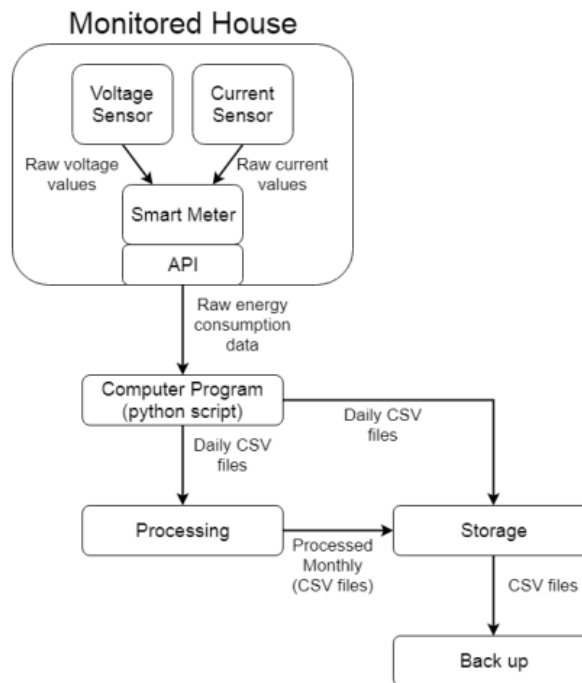 Monitored House
Voltage
Sensor
Current
Sensor
Raw voltage
values
Raw current
values
Smart Meter
API
Raw energy
consumption
data
Computer Program
(python script)
Daily CSV
files
Daily CSV
files
Processing
Processed
Monthly
(CSV files)
Storage
CSV files
Back up